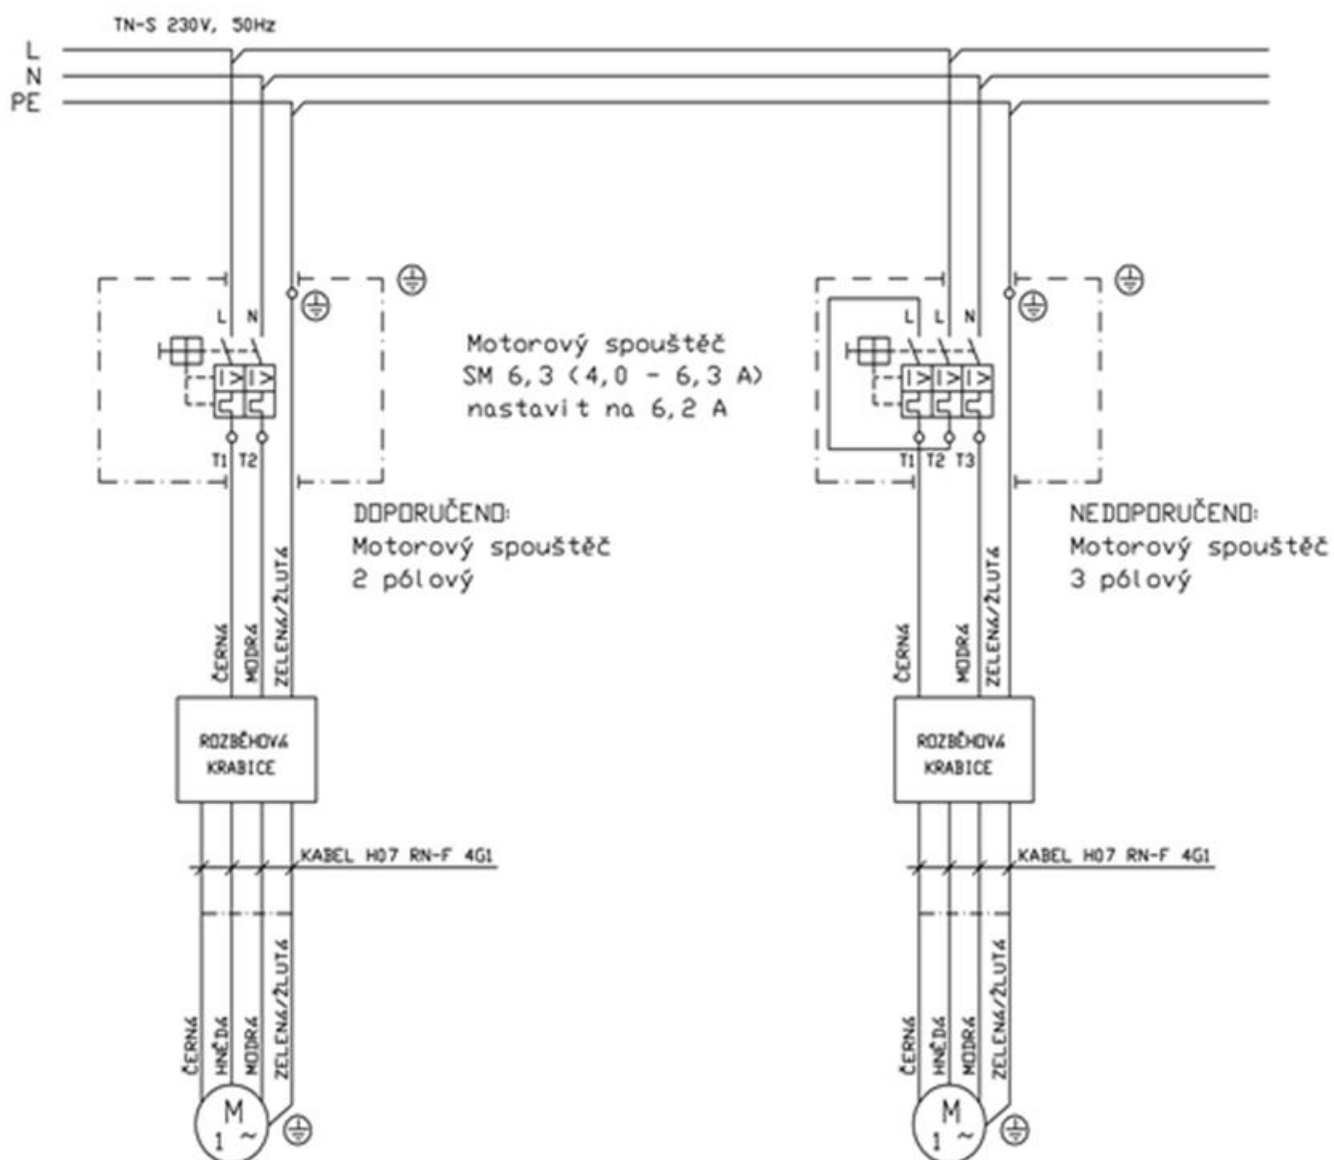 TN-S 230V, 50Hz
L
N
PE
L N
L L N
Motorový spouštěč
SM 6,3 (4,0 - 6,3 A)
nastavit na 6,2 A
T1 T2
T1 T2 T3
DOPORUČENO:
Motorový spouštěč
2 pólový
NEDOPORUČENO:
Motorový spouštěč
3 pólový
ČERNÁ
MODRÁ
ZELENÁ/ŽLUTÁ
ČERNÁ
MODRÁ
ZELENÁ/ŽLUTÁ
ROZBĚHOVÁ
KRABICE
ROZBĚHOVÁ
KRABICE
KABEL H07 RN-F 4G1
KABEL H07 RN-F 4G1
ČERNÁ
HNĚDÁ
MODRÁ
ZELENÁ/ŽLUTÁ
ČERNÁ
HNĚDÁ
MODRÁ
ZELENÁ/ŽLUTÁ
M
1 ~
M
1 ~